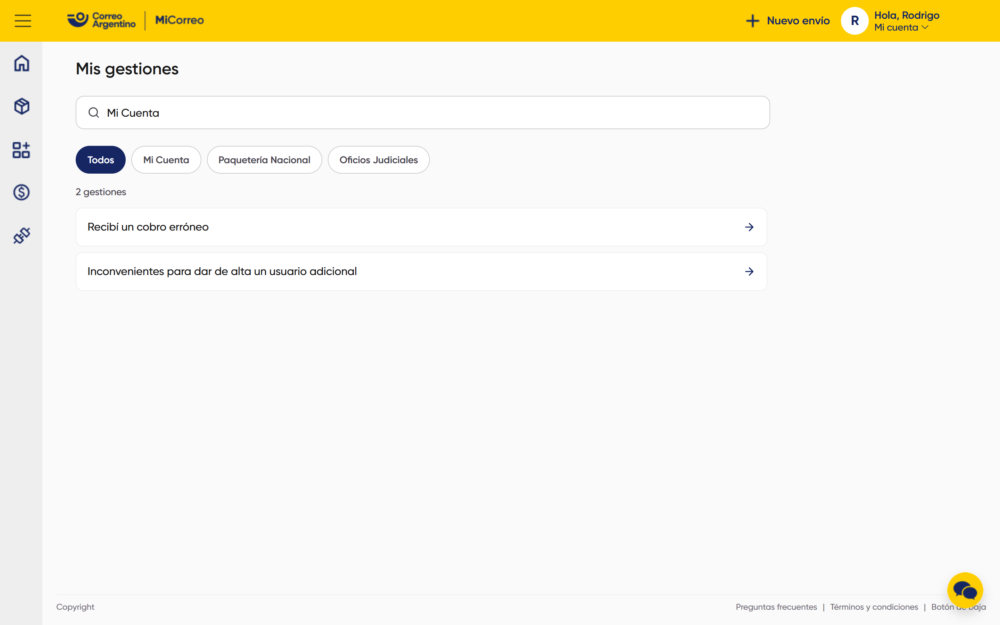 Correo
Argentino
MiCorreo
Nuevo envío
R
Hola, Rodrigo
Mi cuenta
Mis gestiones
Mi Cuenta
Todos
Mi Cuenta
Paquetería Nacional
Oficios Judiciales
2 gestiones
Recibí un cobro erróneo
Inconvenientes para dar de alta un usuario adicional
Copyright
Preguntas frecuentes | Términos y condiciones | Botón de baja